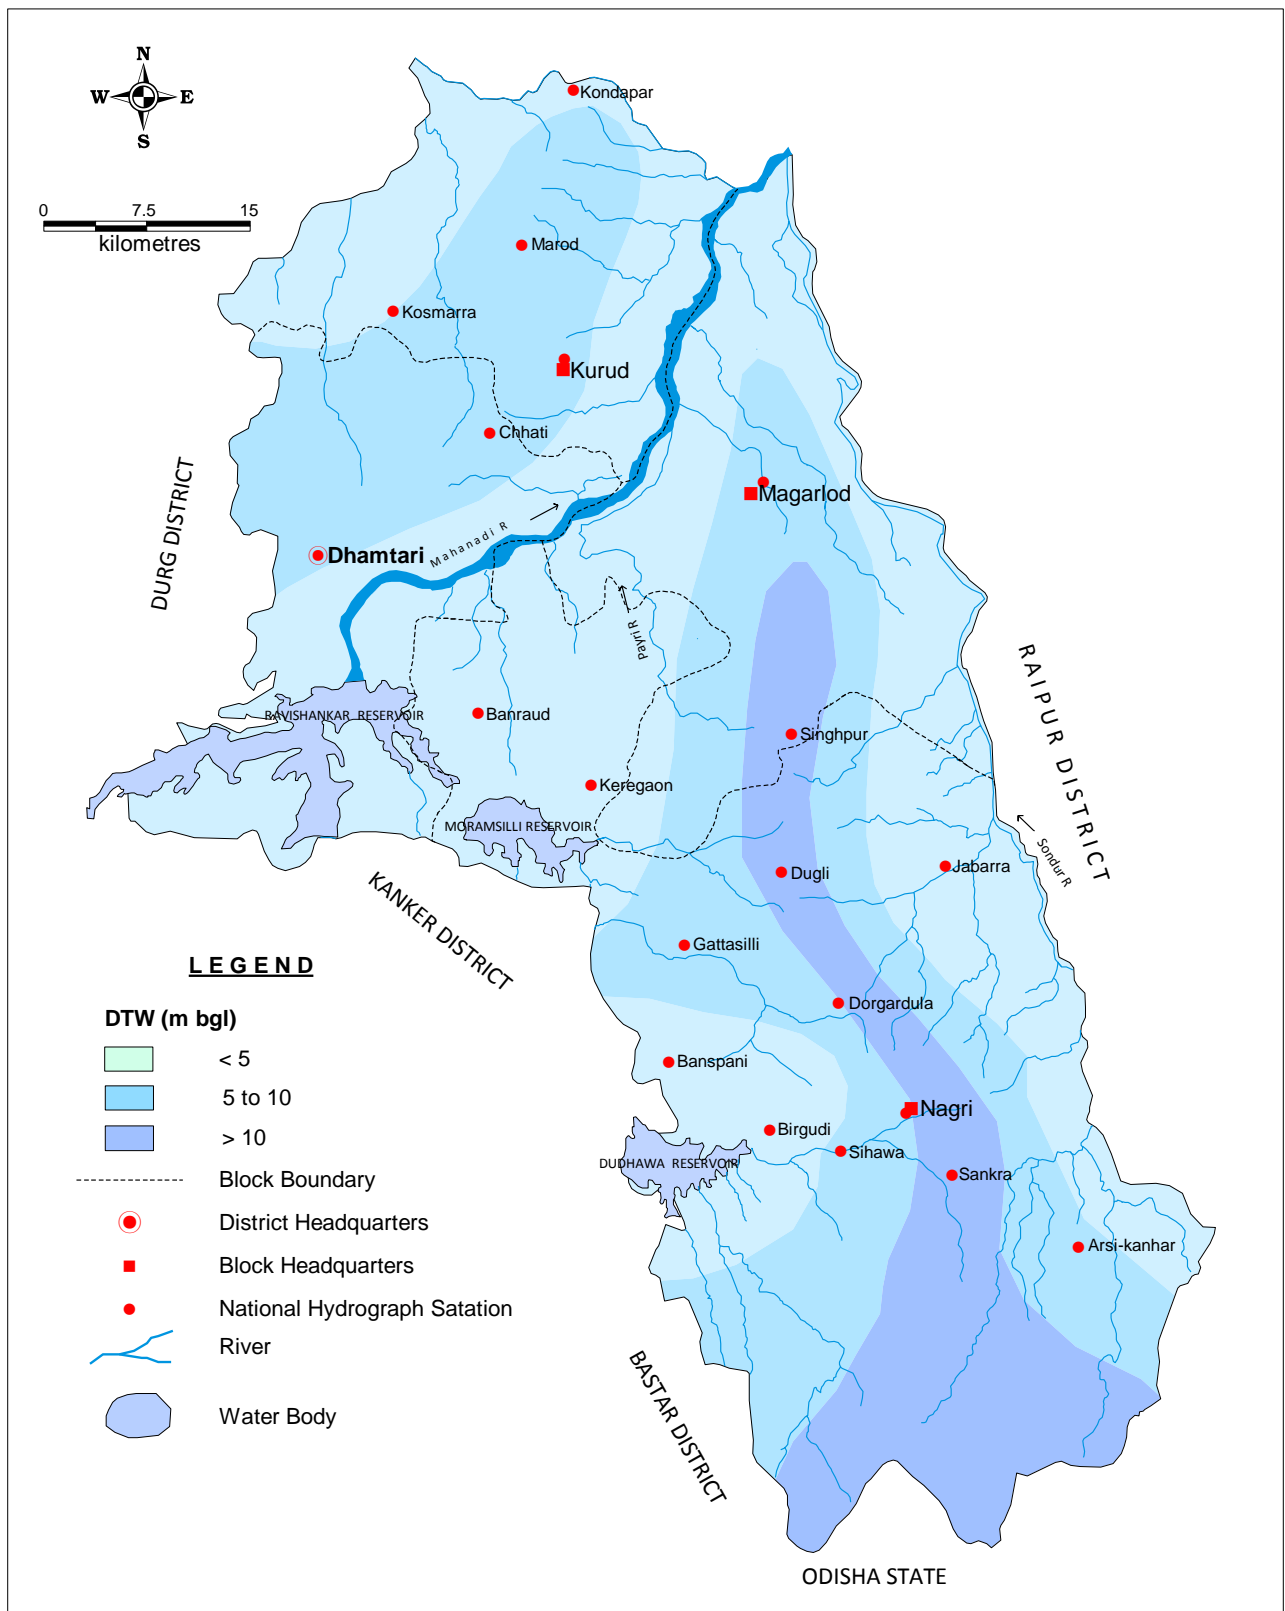 N
W E
S
0 7.5 15
kilometres
Kondapar
Marod
Kosmarra
Kurud
Chhati
Magarlod
DURG DISTRICT
Mahanadi R
Dhamtari
Payri R
RAIPUR DISTRICT
RAVISHANKAR RESERVOIR
Banraud
Singhpur
Keregaon
MORAMSILLI RESERVOIR
Sondur R
Jabarra
Dugli
KANKER DISTRICT
Gattasilli
Dorgardula
Banspani
Nagri
Birgudi
Sihawa
DUDHAWA RESERVOIR
Sankra
Arsi-kanhar
BASTAR DISTRICT
ODISHA STATE
LEGEND
DTW (m bgl)
< 5
5 to 10
> 10
Block Boundary
District Headquarters
Block Headquarters
National Hydrograph Satation
River
Water Body